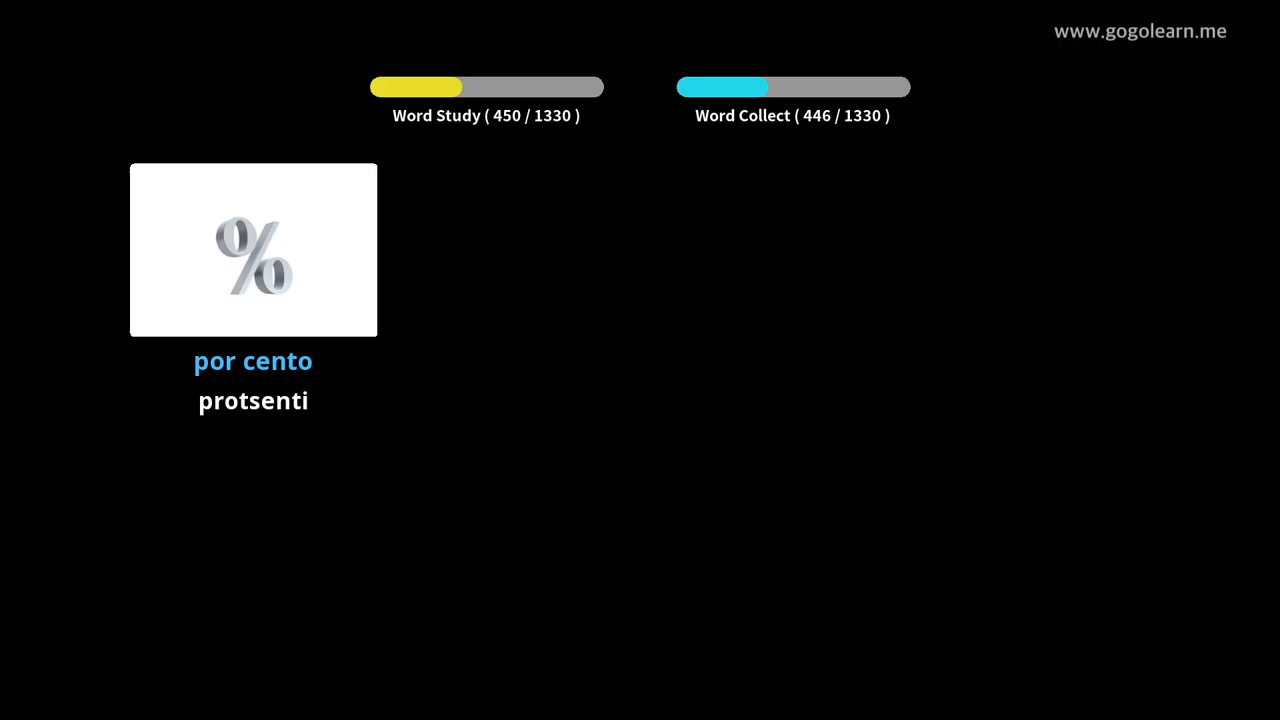 www.gogolearn.me
Word Study ( 450 / 1330 )
Word Collect ( 446 / 1330 )
%
por cento
protsenti